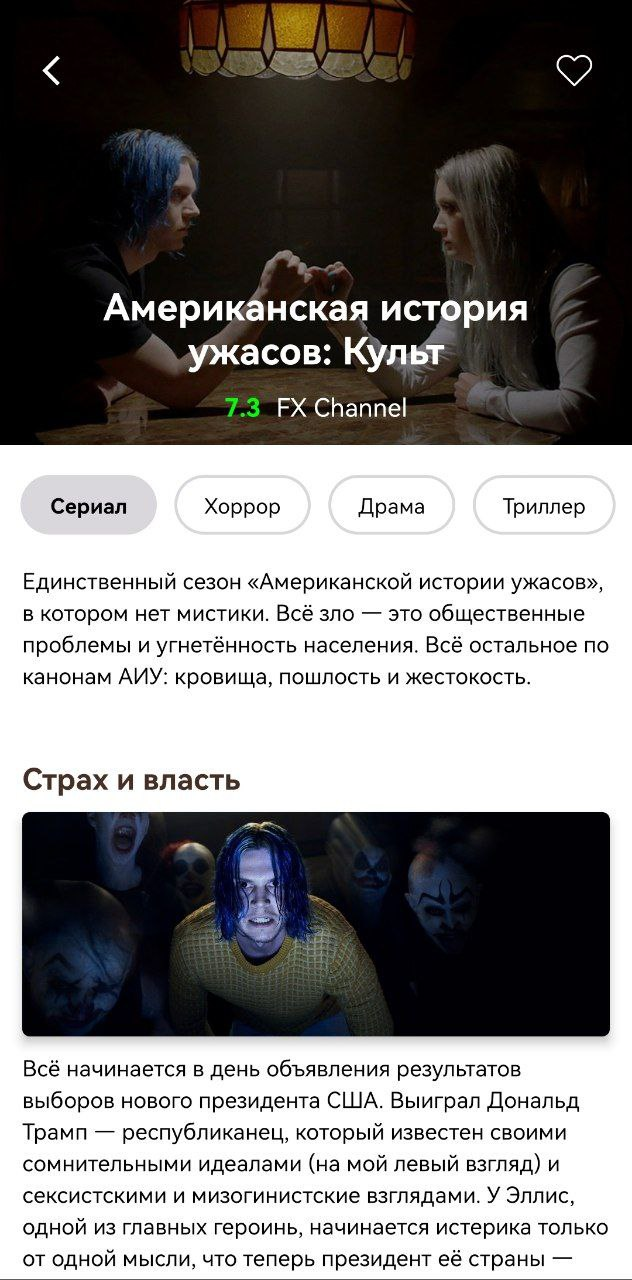 Американская история
ужасов: Культ
7.3 FX Channel
Сериал
Хоррор
Драма
Триллер
Единственный сезон «Американской истории ужасов»,
в котором нет мистики. Всё зло — это общественные
проблемы и угнетённость населения. Всё остальное по
канонам АИУ: кровища, пошлость и жестокость.
Страх и власть
Всё начинается в день объявления результатов
выборов нового президента США. Выиграл Дональд
Трамп — республиканец, который известен своими
сомнительными идеалами (на мой левый взгляд) и
сексистскими и мизогинистские взглядами. У Эллис,
одной из главных героинь, начинается истерика только
от одной мысли, что теперь президент её страны —